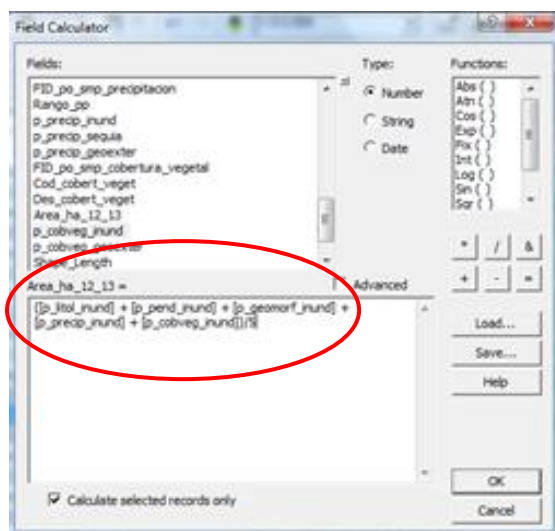 Field Calculator
Fields:
FID_po_smp_precipitacion
Rango_pp
p_precip_inund
p_precip_sequia
p_precip_geoexter
FID_po_smp_cobertura_vegetal
Cod_cobert_veget
Des_cobert_veget
Area_ha_12_13
p_cobveg_inund
p_cobveg_geoexter
Shape_Length
Type:
Number
String
Date
Functions:
Abs ( )
Atn ( )
Cos ( )
Exp ( )
Fix ( )
Int ( )
Log ( )
Sin ( )
Sqr ( )
* / &
+ - =
Area_ha_12_13 =
Advanced
([p_litol_inund] + [p_pend_inund] + [p_geomorf_inund] +
[p_precip_inund] + [p_cobveg_inund])/5
Load...
Save...
Help
Calculate selected records only
OK
Cancel